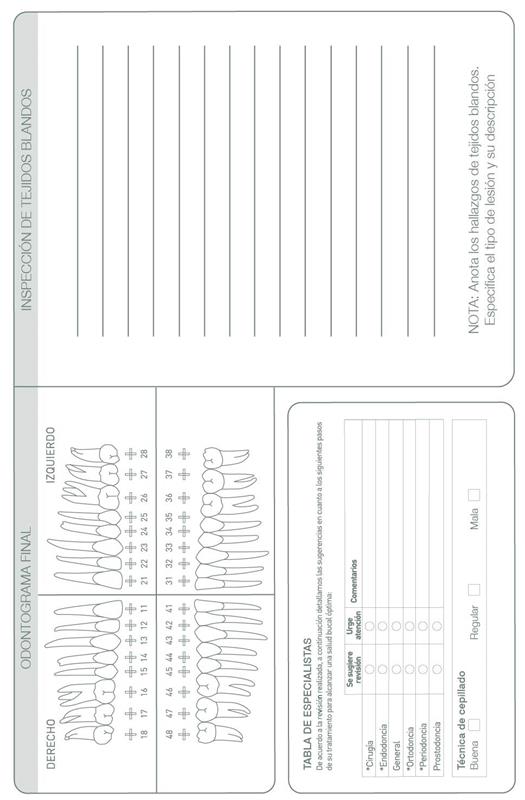 ODONTOGRAMA FINAL
DERECHO
IZQUIERDO
18 17 16 15 14 13 12 11
21 22 23 24 25 26 27 28
48 47 46 45 44 43 42 41
31 32 33 34 35 36 37 38
INSPECCIÓN DE TEJIDOS BLANDOS
NOTA: Anota los hallazgos de tejidos blandos.
Especifica el tipo de lesión y su descripción
TABLA DE ESPECIALISTAS
De acuerdo a la revisión realizada, a continuación detallamos las sugerencias en cuanto a los siguientes pasos
de su tratamiento para alcanzar una salud bucal óptima:
Se sugiere revisión Urge atención Comentarios
*Cirugía
*Endodoncia
General
*Ortodoncia
*Periodoncia
Prostodoncia
Técnica de cepillado
Buena Regular Mala